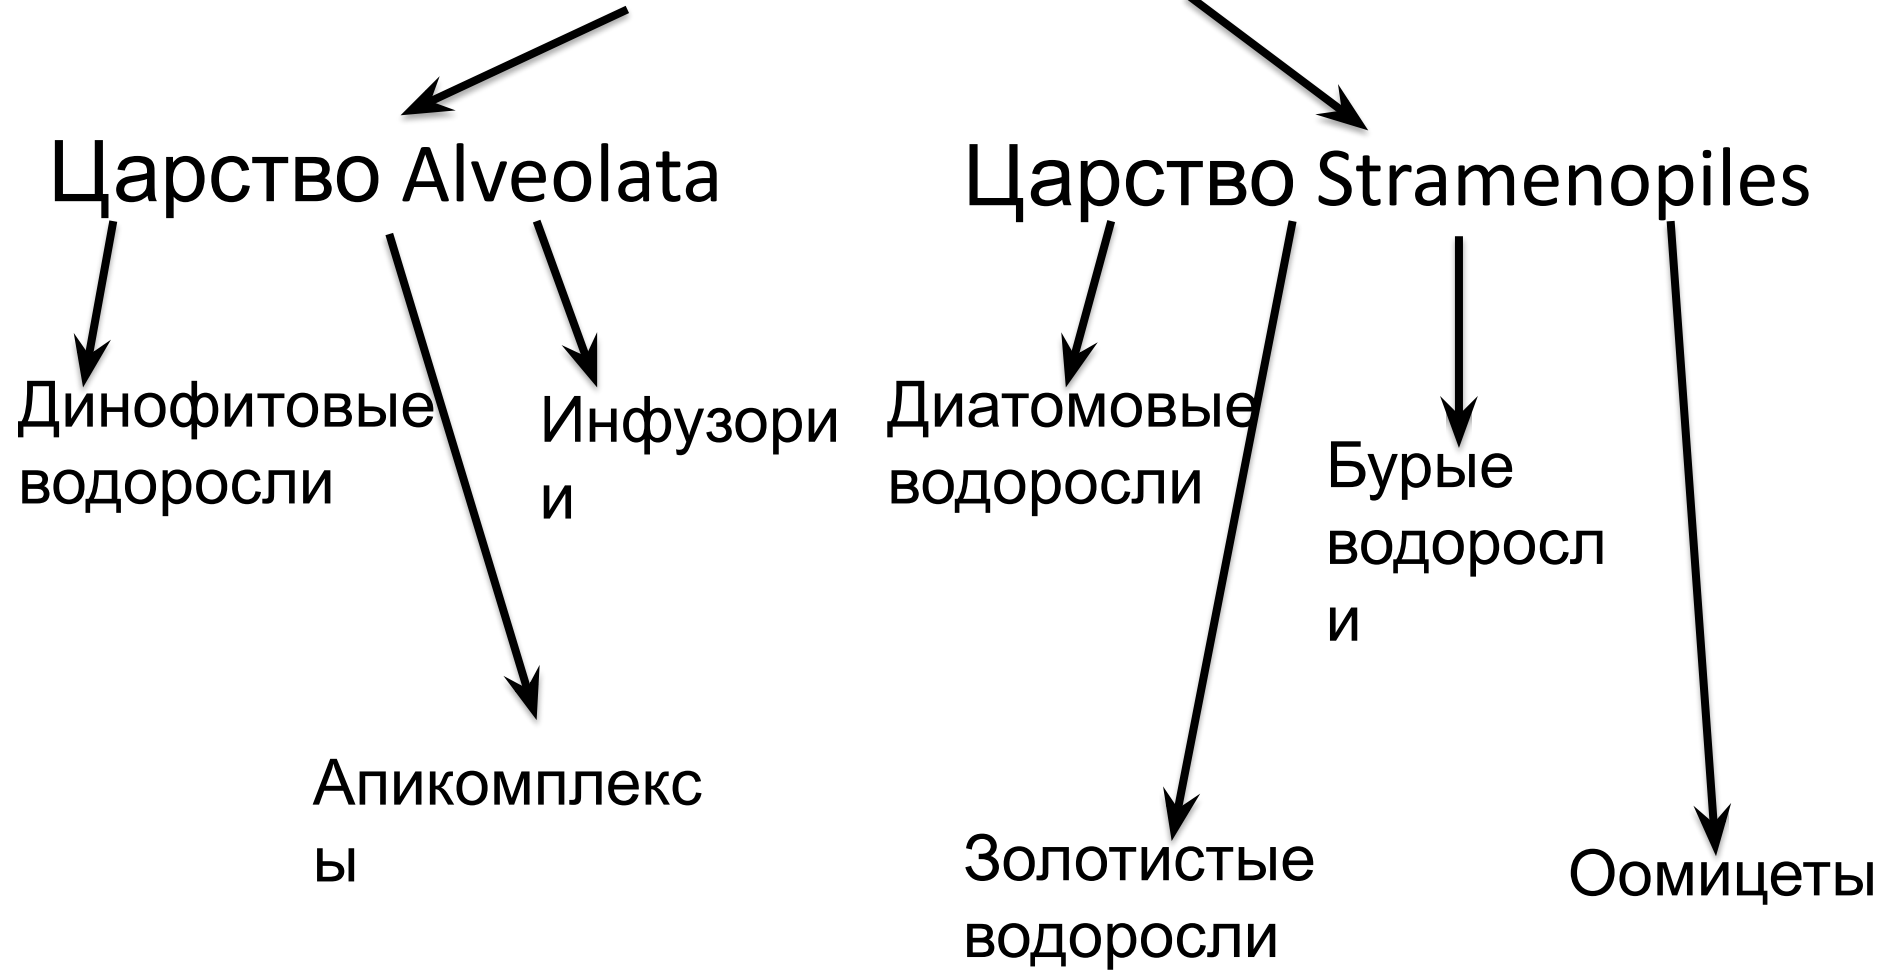 Царство Alveolata
Царство Stramenopiles
Динофитовые
водоросли
Инфузори
и
Диатомовые
водоросли
Бурые
водоросл
и
Апикомплекс
ы
Золотистые
водоросли
Оомицеты